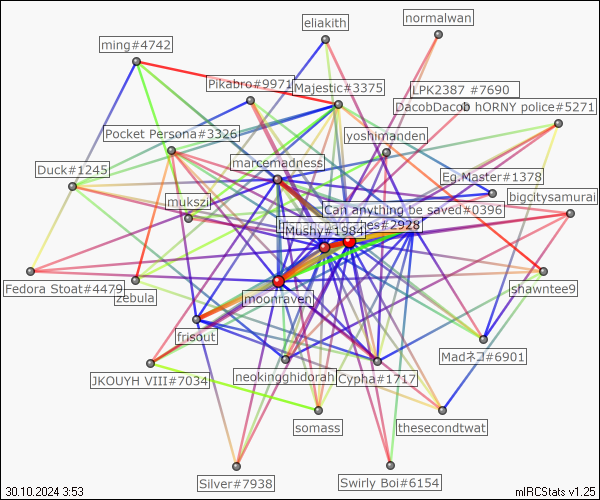 eliakith
normalwan
ming#4742
Pikabro#9971
Majestic#3375
LPK2387 #7690
DacobDacob hORNY police#5271
Pocket Persona#3326
yoshimanden
marcemadness
Duck#1245
Eg.Master#1378
mukszi
bigcitysamurai
Can anything be saved#0396
es#2928
Mushy#1984
Fedora Stoat#4479
zebula
moonraven
shawntee9
frisout
Madネコ#6901
JKOUYH VIII#7034
neokingghidorah
Cypha#1717
somass
thesecondtwat
Silver#7938
Swirly Boi#6154
30.10.2024 3:53
mIRCStats v1.25